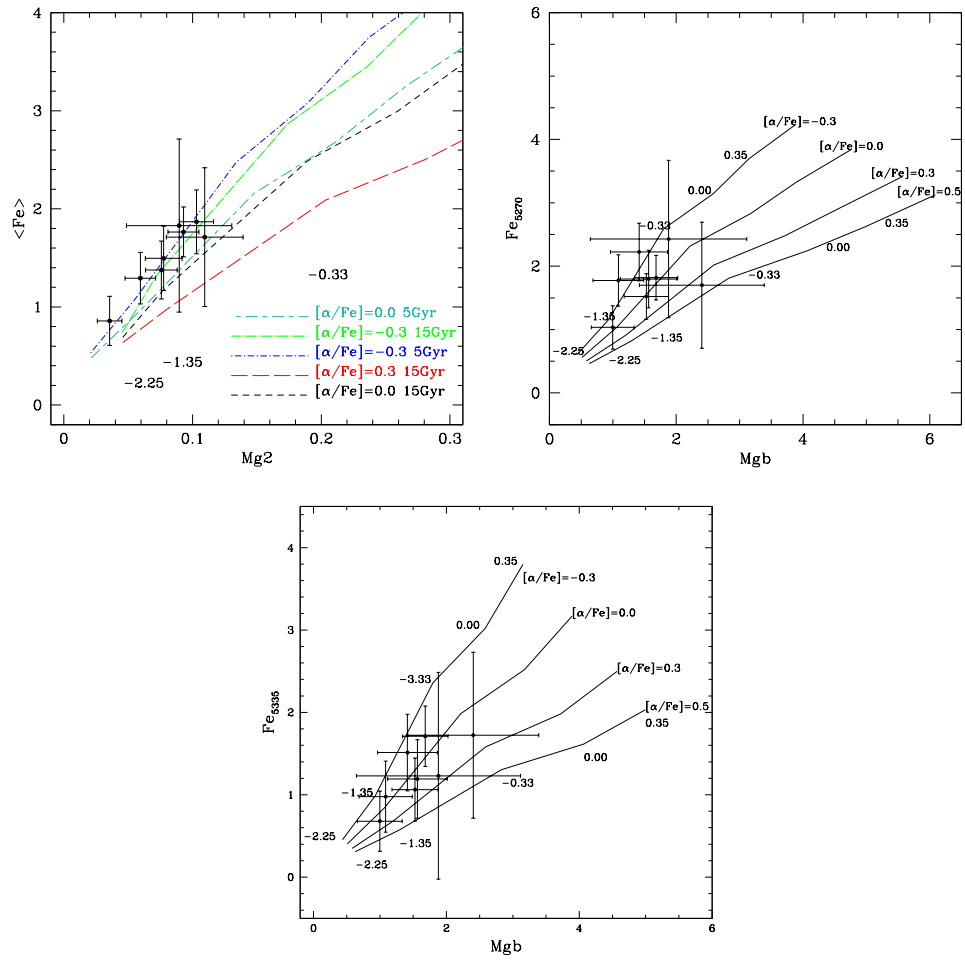 4
3
2
1
0
<Fe>
0
0.1
0.2
0.3
Mg2
−0.33
−1.35
−2.25
[α/Fe]=0.0 5Gyr
[α/Fe]=−0.3 15Gyr
[α/Fe]=−0.3 5Gyr
[α/Fe]=0.3 15Gyr
[α/Fe]=0.0 15Gyr
6
4
2
0
Fe5270
0
2
4
6
Mgb
[α/Fe]=−0.3
[α/Fe]=0.0
[α/Fe]=0.3
[α/Fe]=0.5
0.35
0.00
−0.33
−1.35
−2.25
0.35
0.00
−0.33
−1.35
−2.25
4
3
2
1
0
Fe5335
0
2
4
6
Mgb
0.35
[α/Fe]=−0.3
0.00
[α/Fe]=0.0
−3.33
[α/Fe]=0.3
[α/Fe]=0.5
0.35
0.00
−0.33
−1.35
−2.25
−1.35
−2.25